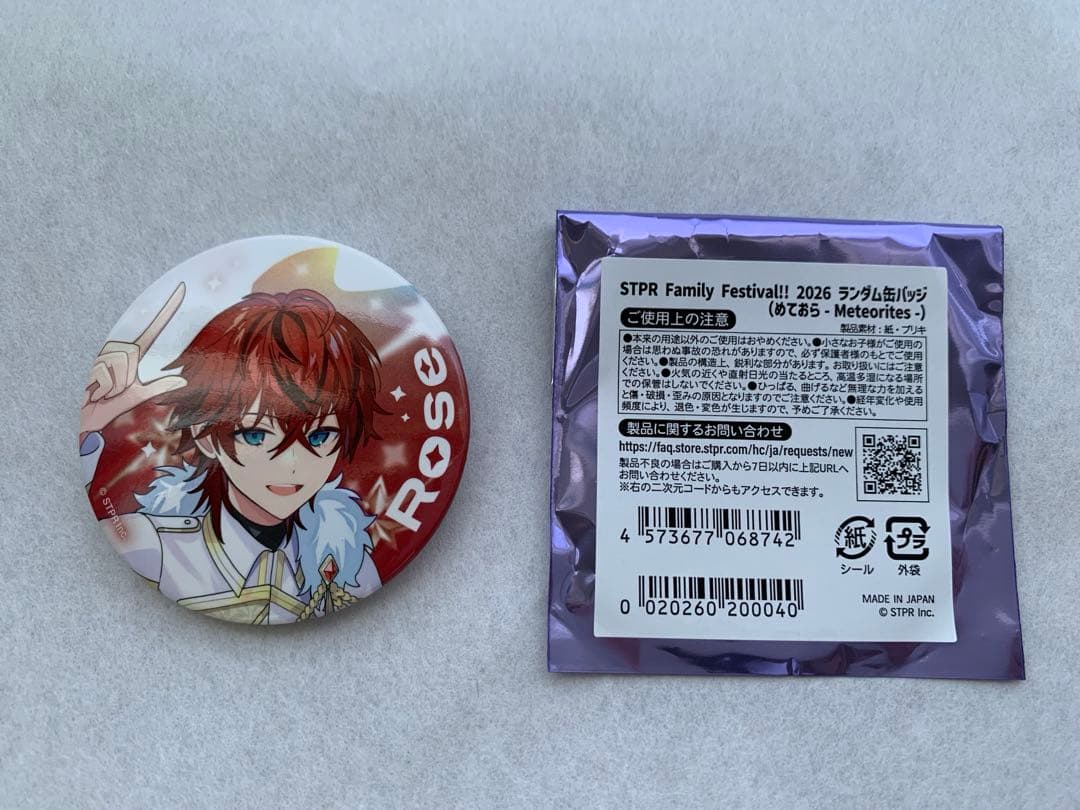 Rose
© STPR Inc.
STPR Family Festival!! 2026 ランダム缶バッジ
(めておら - Meteorites -)
ご使用上の注意
製品素材：紙・ブリキ
●本来の用途以外のご使用はおやめください。●小さなお子様がご使用の
場合は思わぬ事故の恐れがありますので、必ず保護者様のもとでご使用
ください。●製品の構造上、鋭利な部分があります。お取り扱いにはご注意
ください。●火気の近くや直射日光の当たるところ、高温多湿になる場所
での保管はしないでください。●ひっぱる、曲げるなど無理な力を加える
と傷・破損・歪みの原因となりますのでご注意ください。●経年変化や使用
頻度により、退色・変色が生じますので、予めご了承ください。
製品に関するお問い合わせ
https://faq.store.stpr.com/hc/ja/requests/new
製品不良の場合はご購入から7日以内に上記URLへ
お問い合わせください。
※右の二次元コードからもアクセスできます。
4 573677 068742
紙
シール
プラ
外袋
0 020260 200040
MADE IN JAPAN
© STPR Inc.